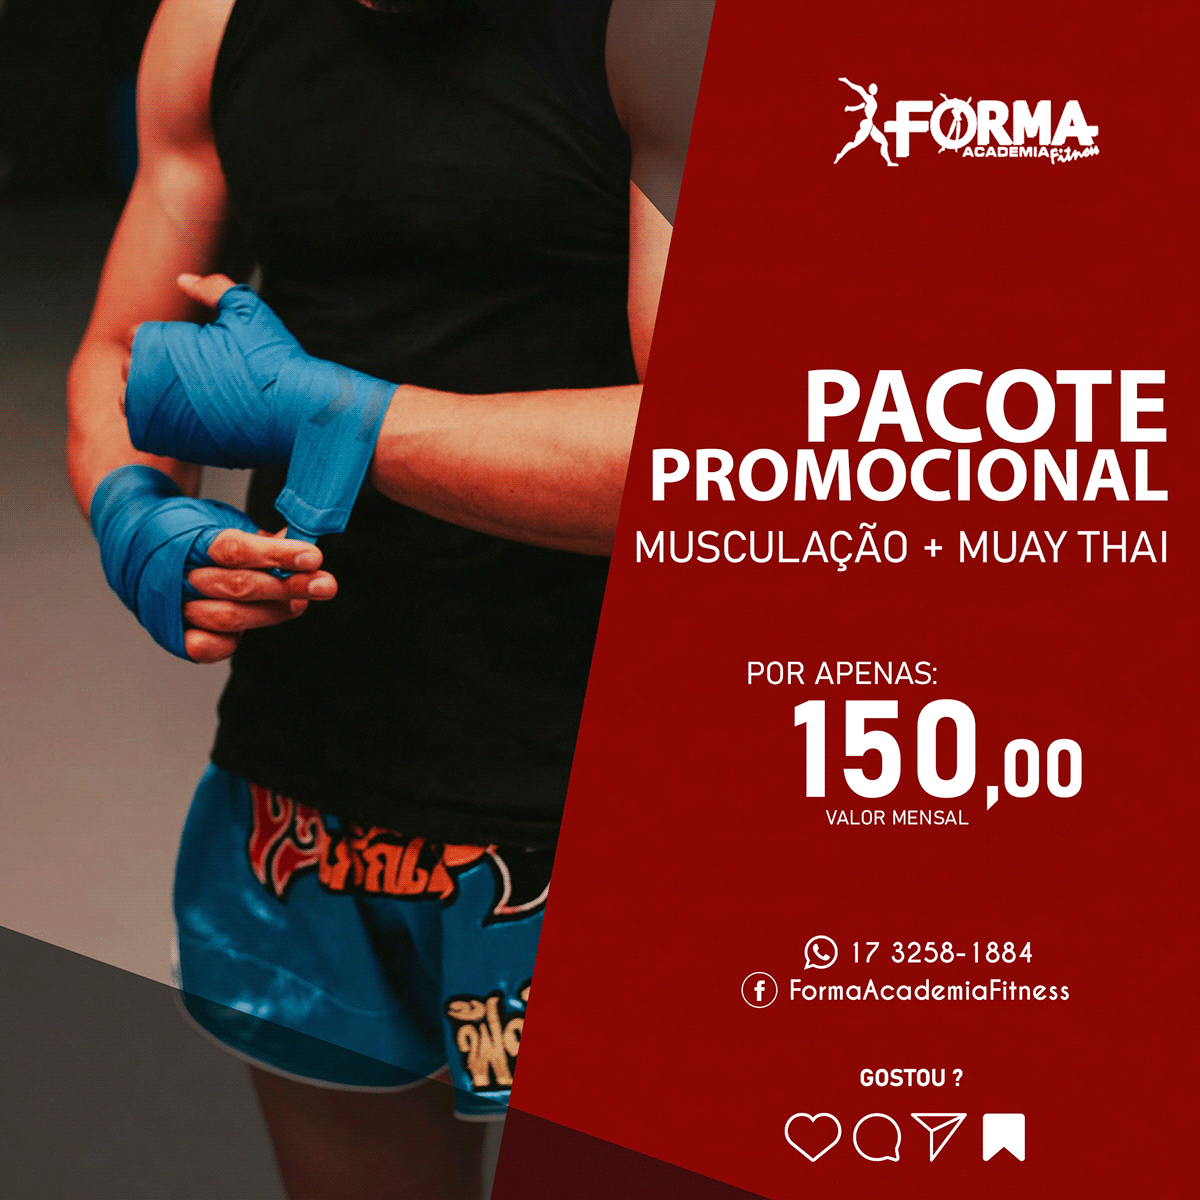 FORMA
ACADEMIA Fitness
PACOTE
PROMOCIONAL
MUSCULAÇÃO + MUAY THAI
POR APENAS:
150,00
VALOR MENSAL
17 3258-1884
f FormaAcademiaFitness
GOSTOU ?